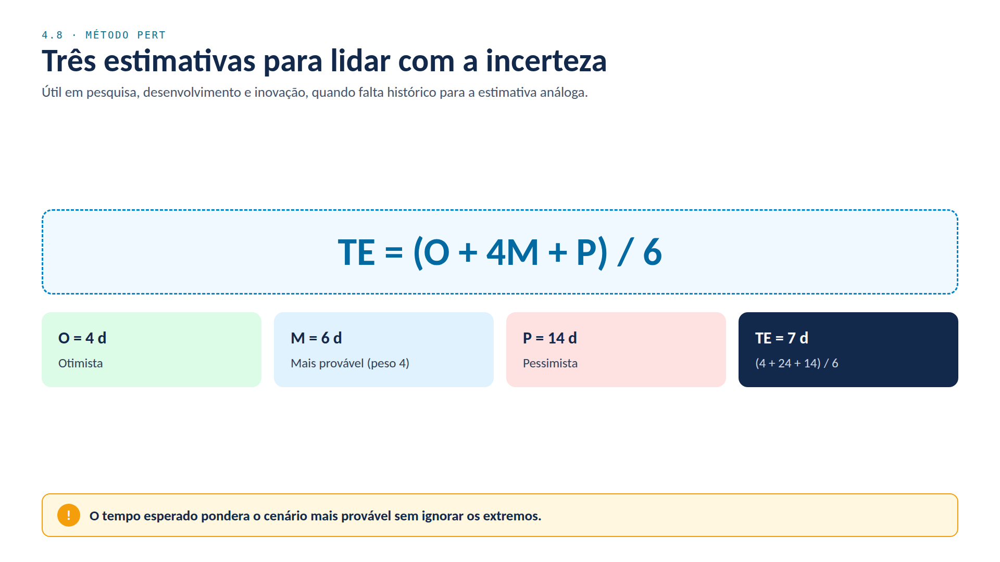 4.8 · MÉTODO PERT
Três estimativas para lidar com a incerteza
Útil em pesquisa, desenvolvimento e inovação, quando falta histórico para a estimativa análoga.
TE = (O + 4M + P) / 6
O = 4 d
Otimista
M = 6 d
Mais provável (peso 4)
P = 14 d
Pessimista
TE = 7 d
(4 + 24 + 14) / 6
! O tempo esperado pondera o cenário mais provável sem ignorar os extremos.